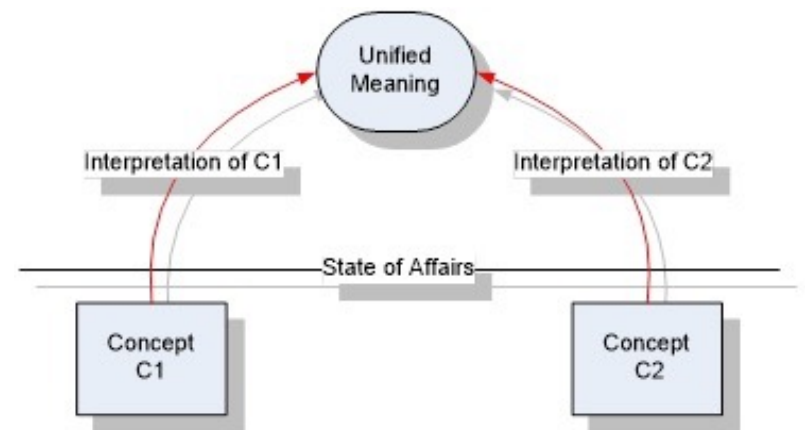 Unified
Meaning
Interpretation of C1
Interpretation of C2
State of Affairs
Concept
C1
Concept
C2